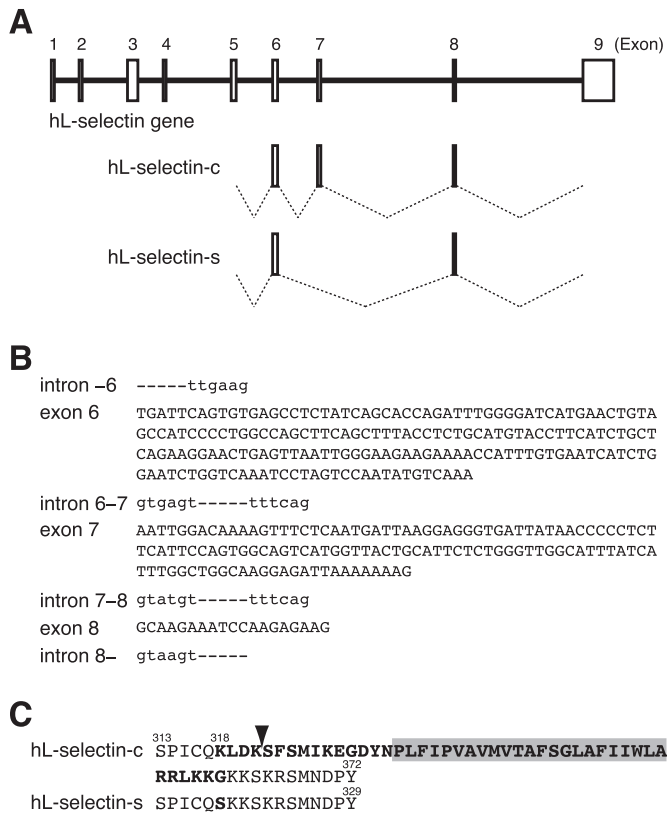 A
1 2 3 4 5 6 7 8 9 (Exon)
hL-selectin gene
hL-selectin-c
hL-selectin-s
B
intron –6 -----ttgaag
exon 6 TGATTCAGTGTGAGCCTCTATCAGCACCAGATTTGGGGATCATGAACTGTA
GCCATCCCCTGGCCAGCTTCAGCTTTACCTCTGCATGTACCTTCATCTGCT
CAGAAGGAACTGAGTTAATTGGGAAGAAGAAAACCATTTGTGAATCATCTG
GAATCTGGTCAAATCCTAGTCCAATATGTCAAA
intron 6–7 gtgagt-----tttcag
exon 7 AATTGGACAAAAGTTTCTCAATGATTAAGGAGGGTGATTATAACCCCCTCT
TCATTCCAGTGGCAGTCATGGTTACTGCATTCTCTGGGTTGGCATTTATCA
TTTGGCTGGCAAGGAGATTAAAAAAAG
intron 7–8 gtatgt-----tttcag
exon 8 GCAAGAAATCCAAGAGAAG
intron 8– gtaagt-----
C
313 318
hL-selectin-c SPICQKLDKSFSMIKEGDYNPLFIPVAVMVTAFSGLAFIIWLA
372
RRLKKGKKSKRSMNDPY
329
hL-selectin-s SPICQSKKSKRSMNDPY